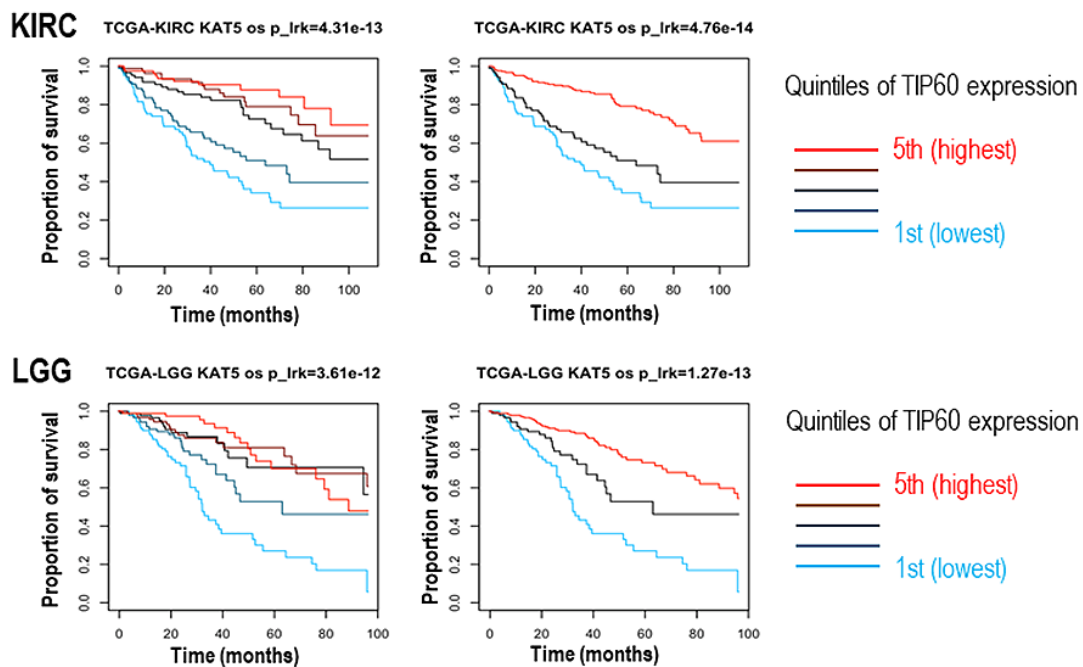 KIRC
TCGA-KIRC KAT5 os p_lrk=4.31e-13
Proportion of survival
1.0
0.8
0.6
0.4
0.2
0.0
0 20 40 60 80 100
Time (months)
TCGA-KIRC KAT5 os p_lrk=4.76e-14
Proportion of survival
1.0
0.8
0.6
0.4
0.2
0.0
0 20 40 60 80 100
Time (months)
Quintiles of TIP60 expression
5th (highest)
1st (lowest)
LGG
TCGA-LGG KAT5 os p_lrk=3.61e-12
Proportion of survival
1.0
0.8
0.6
0.4
0.2
0.0
0 20 40 60 80 100
Time (months)
TCGA-LGG KAT5 os p_lrk=1.27e-13
Proportion of survival
1.0
0.8
0.6
0.4
0.2
0.0
0 20 40 60 80 100
Time (months)
Quintiles of TIP60 expression
5th (highest)
1st (lowest)